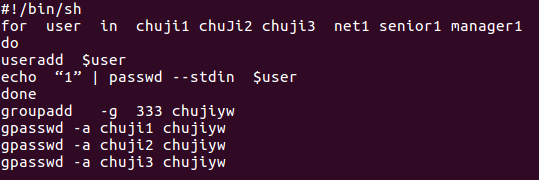 #!/bin/sh
for  user  in  chuji1 chuJi2 chuji3  net1 senior1 manager1
do
useradd  $user
echo  “1” | passwd --stdin  $user
done
groupadd   -g  333 chujiyw
gpasswd -a chuji1 chujiyw
gpasswd -a chuji2 chujiyw
gpasswd -a chuji3 chujiyw